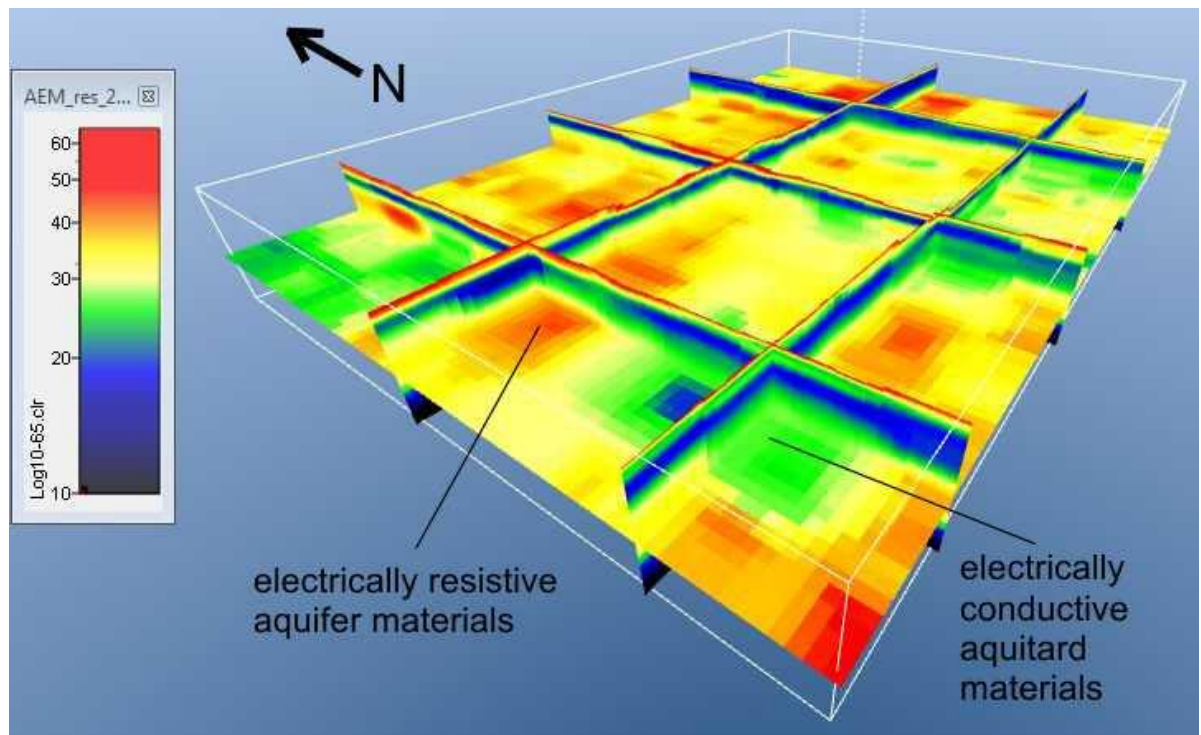 N
AEM_res_2...
60
50
40
30
20
10
Log10-65.clr
electrically resistive
aquifer materials
electrically
conductive
aquitard
materials